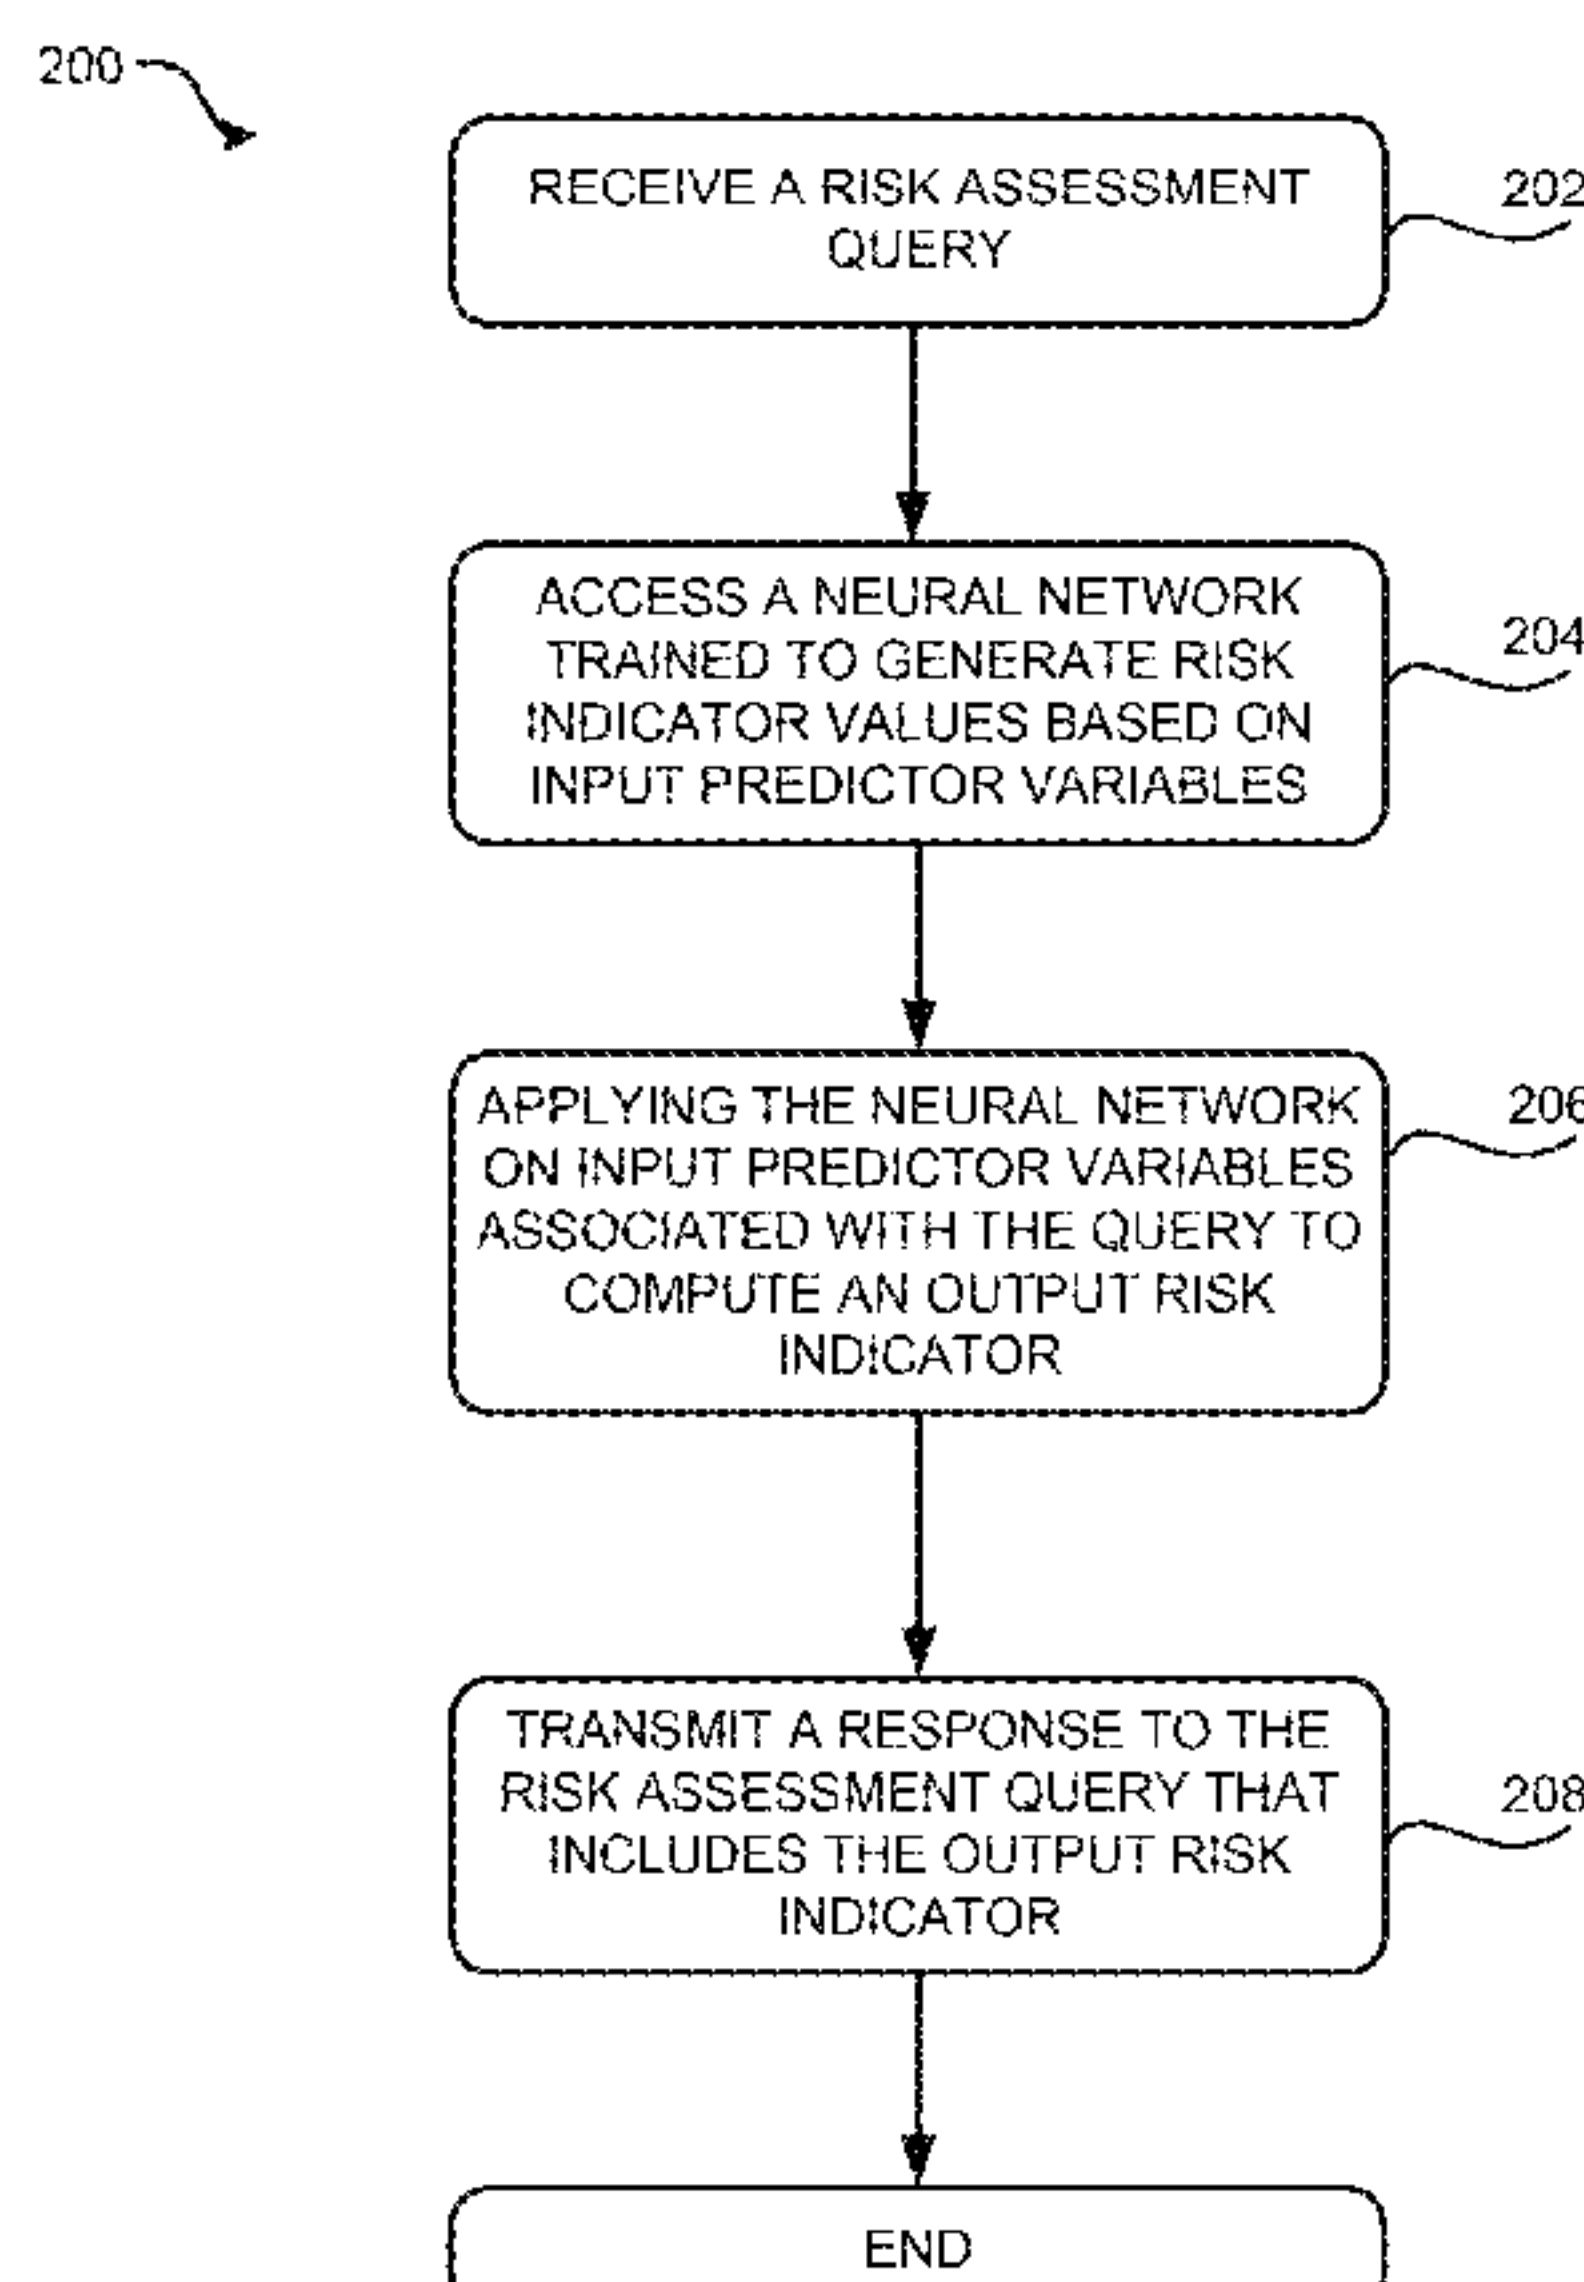 200
RECEIVE A RISK ASSESSMENT
QUERY
202
ACCESS A NEURAL NETWORK
TRAINED TO GENERATE RISK
INDICATOR VALUES BASED ON
INPUT PREDICTOR VARIABLES
204
APPLYING THE NEURAL NETWORK
ON INPUT PREDICTOR VARIABLES
ASSOCIATED WITH THE QUERY TO
COMPUTE AN OUTPUT RISK
INDICATOR
206
TRANSMIT A RESPONSE TO THE
RISK ASSESSMENT QUERY THAT
INCLUDES THE OUTPUT RISK
INDICATOR
208
END